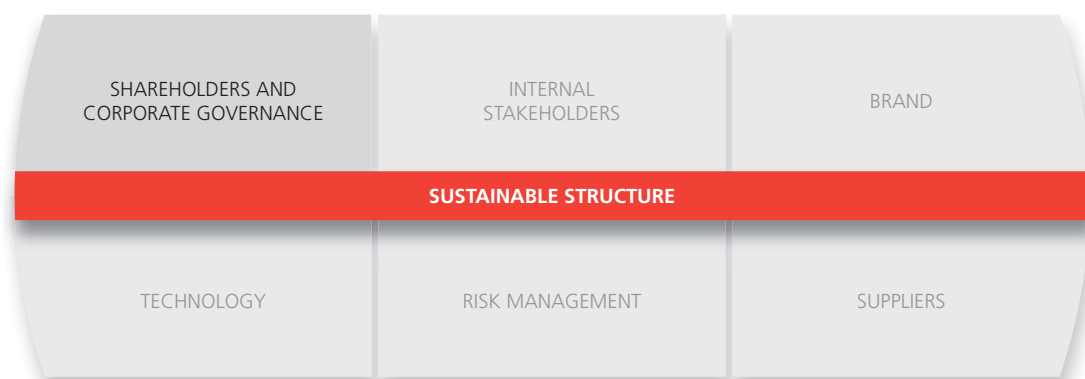 SHAREHOLDERS AND
CORPORATE GOVERNANCE
INTERNAL
STAKEHOLDERS
BRAND
SUSTAINABLE STRUCTURE
TECHNOLOGY
RISK MANAGEMENT
SUPPLIERS